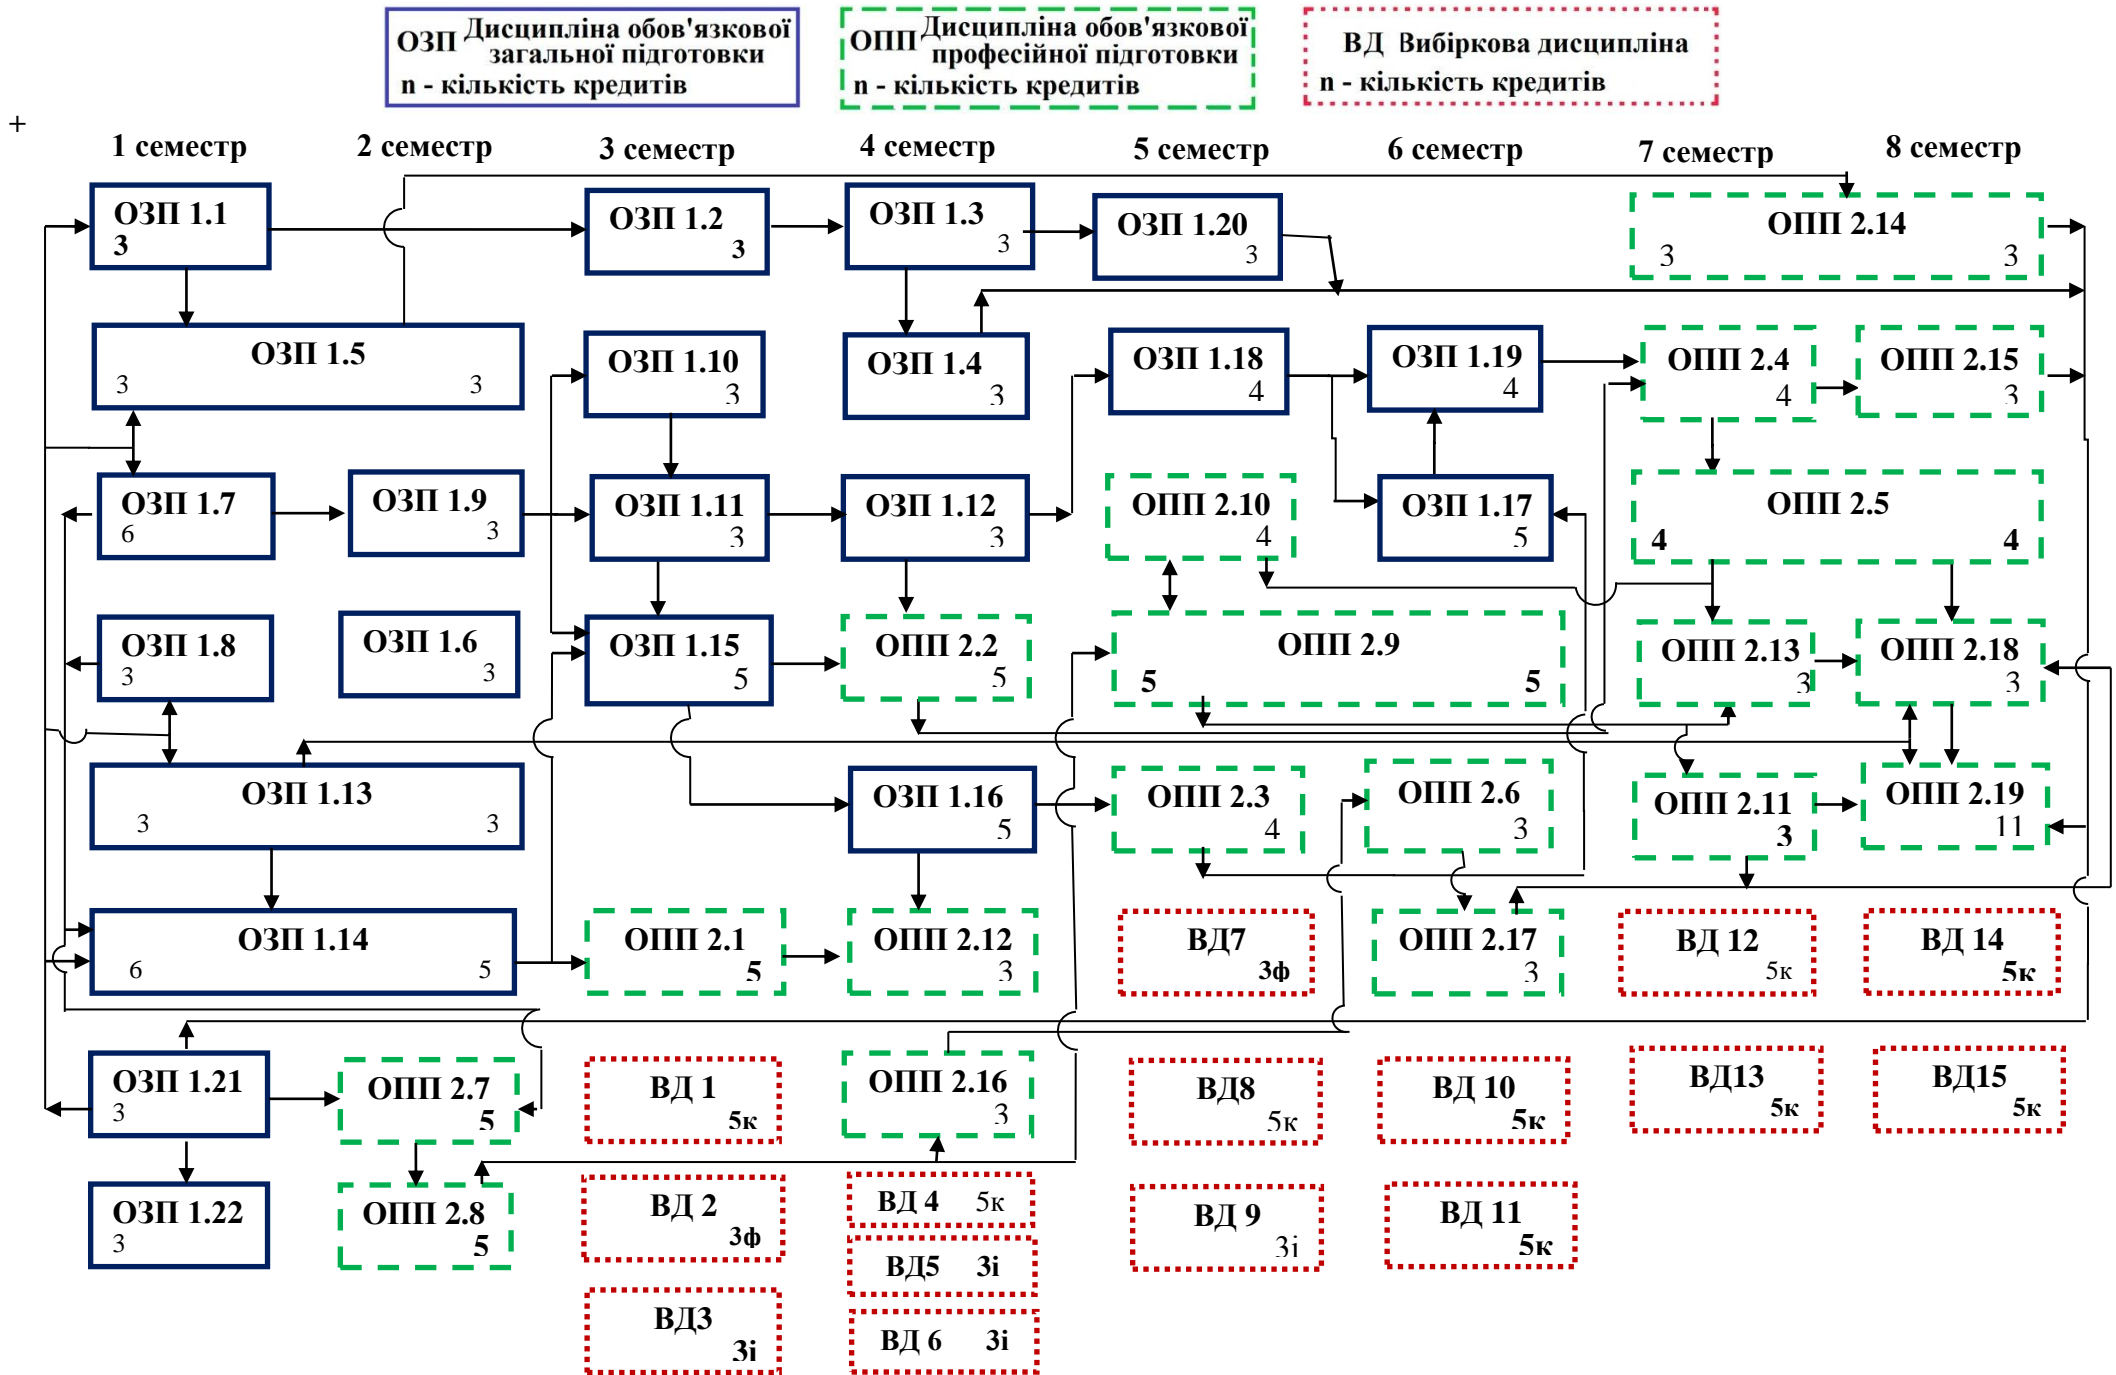 ОЗП Дисципліна обов'язкової
загальної підготовки
n - кількість кредитів
ОПП Дисципліна обов'язкової
професійної підготовки
n - кількість кредитів
ВД Вибіркова дисципліна
n - кількість кредитів
+
1 семестр 2 семестр 3 семестр 4 семестр 5 семестр 6 семестр 7 семестр 8 семестр
ОЗП 1.1
3
ОЗП 1.2
3
ОЗП 1.3
3
ОЗП 1.20
3
ОПП 2.14
3 3
ОЗП 1.5
3 3
ОЗП 1.10
3
ОЗП 1.4
3
ОЗП 1.18
4
ОЗП 1.19
4
ОПП 2.4
4
ОПП 2.15
3
ОЗП 1.7
6
ОЗП 1.9
3
ОЗП 1.11
3
ОЗП 1.12
3
ОПП 2.10
4
ОЗП 1.17
5
ОПП 2.5
4 4
ОЗП 1.8
3
ОЗП 1.6
3
ОЗП 1.15
5
ОПП 2.2
5
ОПП 2.9
5 5
ОПП 2.13
3
ОПП 2.18
3
ОЗП 1.13
3 3
ОЗП 1.16
5
ОПП 2.3
4
ОПП 2.6
3
ОПП 2.11
3
ОПП 2.19
11
ОЗП 1.14
6 5
ОПП 2.1
5
ОПП 2.12
3
ВД7
3ф
ОПП 2.17
3
ВД 12
5к
ВД 14
5к
ОЗП 1.21
3
ОПП 2.7
5
ВД 1
5к
ОПП 2.16
3
ВД8
5к
ВД 10
5к
ВД13
5к
ВД15
5к
ОЗП 1.22
3
ОПП 2.8
5
ВД 2
3ф
ВД 4 5к
ВД 9
3і
ВД 11
5к
ВД5 3і
ВД3
3і
ВД 6 3і